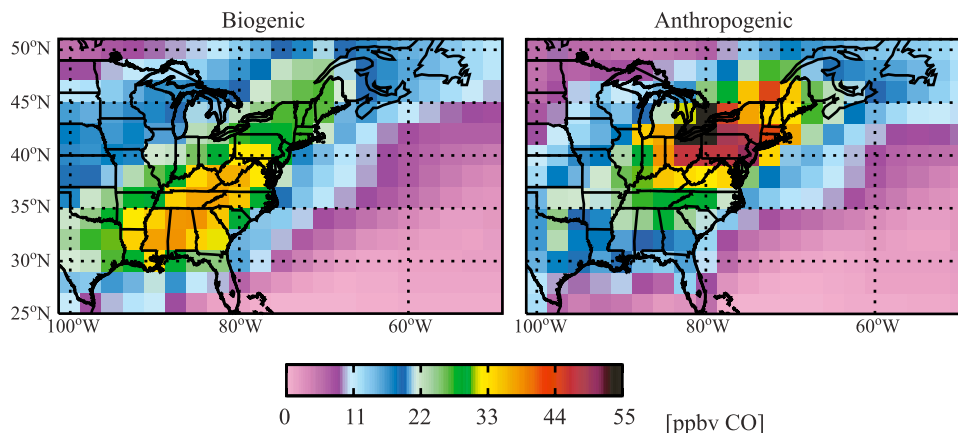 Biogenic Anthropogenic
50°N
45°N
40°N
35°N
30°N
25°N
100°W 80°W 60°W 100°W 80°W 60°W
0 11 22 33 44 55 [ppbv CO]